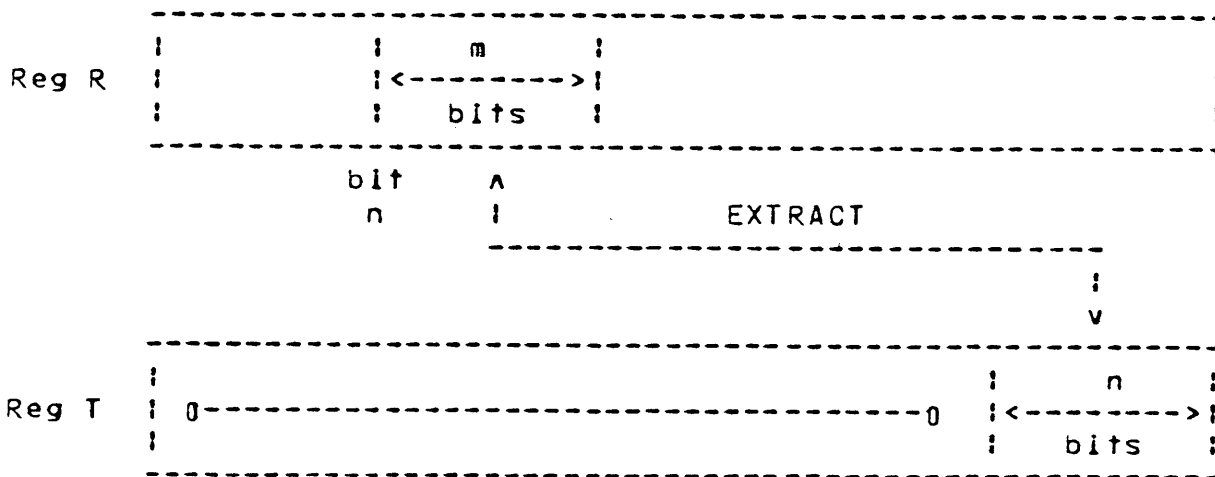 m
Reg R |<------->|
bits
bit ^
n EXTRACT
v
n
Reg T 0------------------------------0 |<------->|
bits